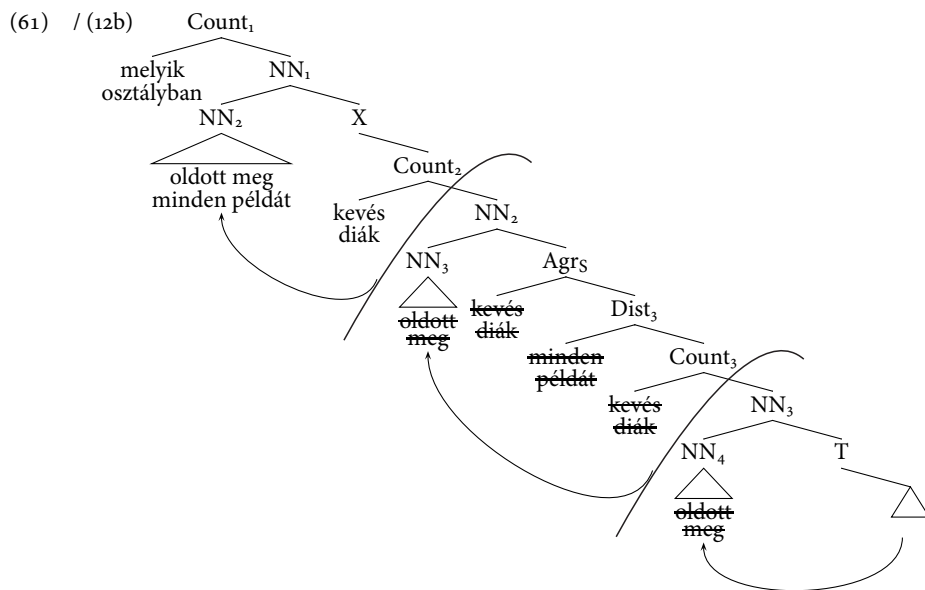 (61) / (12b) Count₁
melyik
osztályban
NN₁
NN₂
X
oldott meg
minden példát
Count₂
kevés
diák
NN₂
NN₃
Agr_S
oldott
meg
kevés
diák
Dist₃
minden
példát
Count₃
kevés
diák
NN₃
NN₄
T
oldott
meg